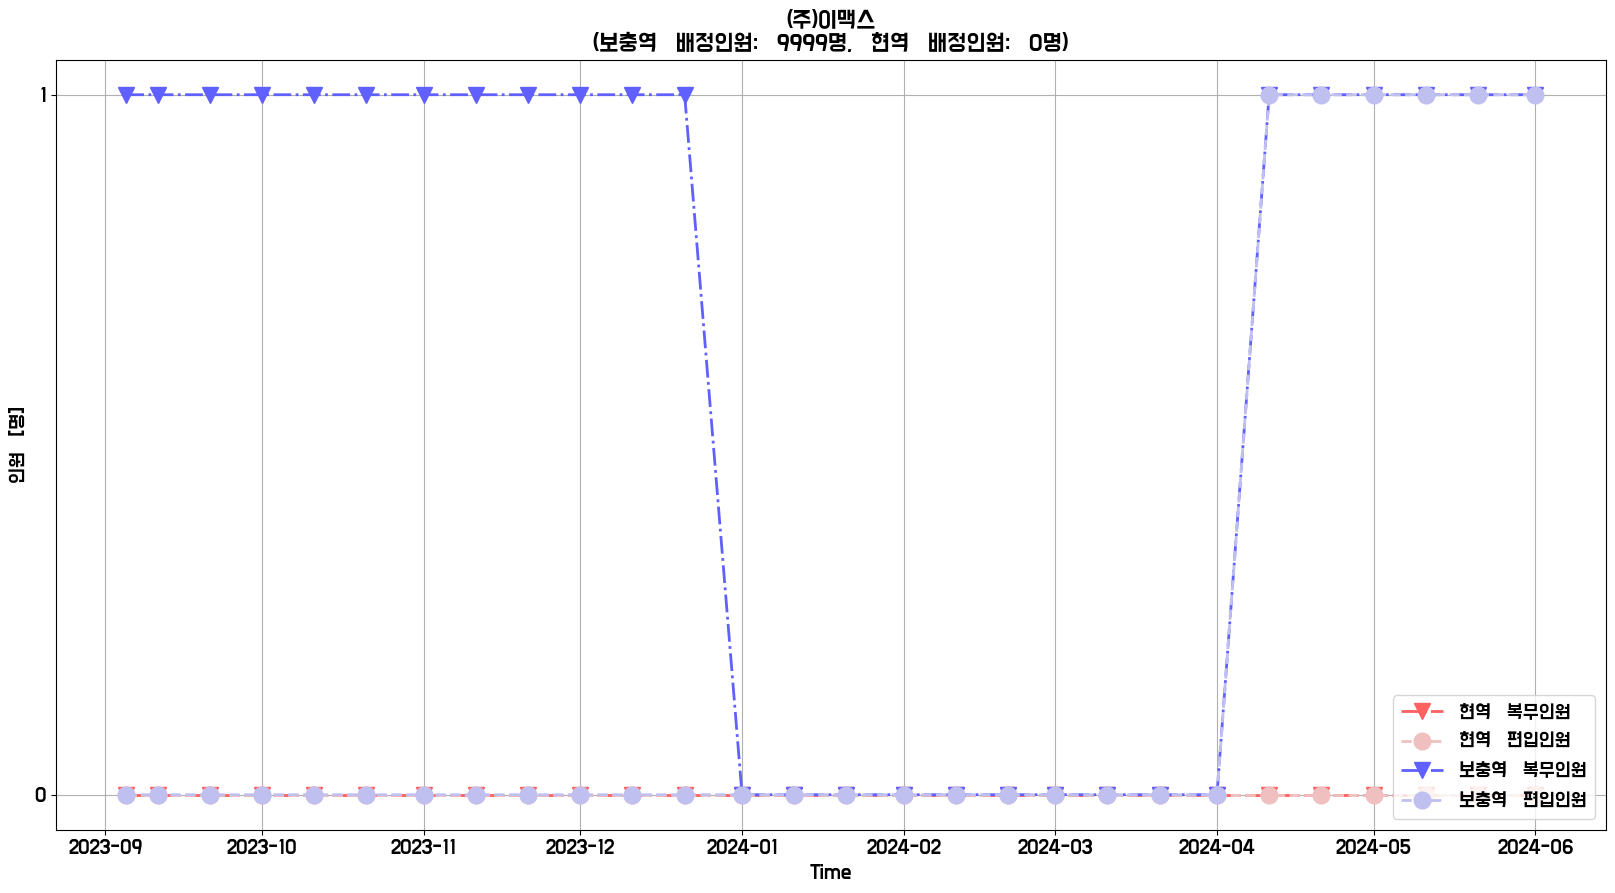 (주)이맥스
(보충역 배정인원: 9999명, 현역 배정인원: 0명)
1
인원 [명]
0
현역 복무인원
현역 편입인원
보충역 복무인원
보충역 편입인원
2023-09 2023-10 2023-11 2023-12 2024-01 2024-02 2024-03 2024-04 2024-05 2024-06
Time